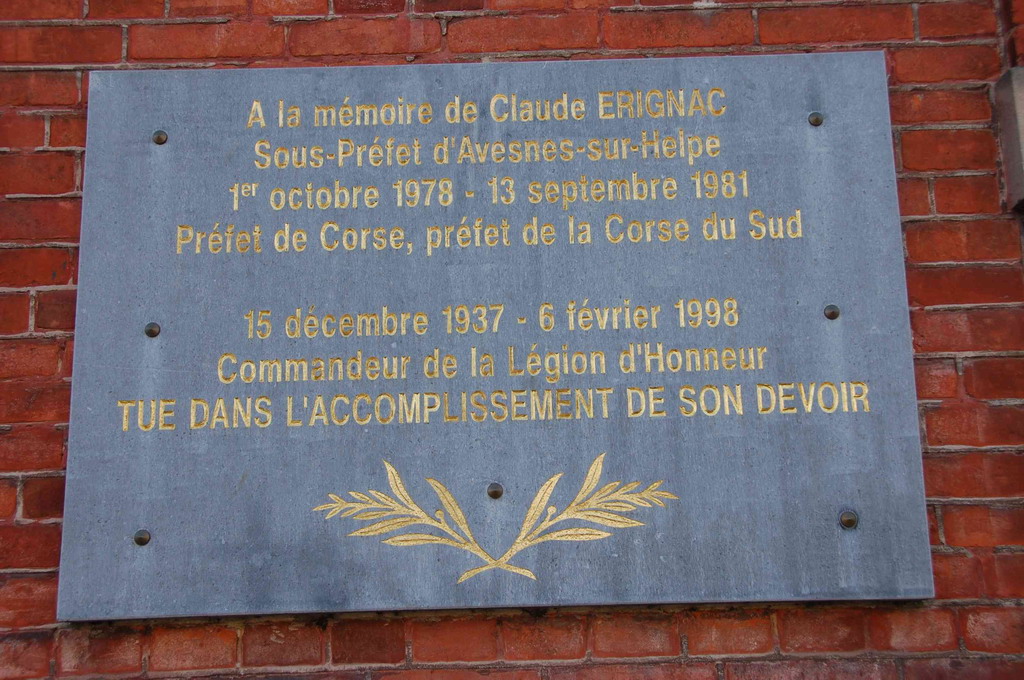 A la mémoire de Claude ERIGNAC
Sous-Préfet d'Avesnes-sur-Helpe
1er octobre 1978 - 13 septembre 1981
Préfet de Corse, préfet de la Corse du Sud
15 décembre 1937 - 6 février 1998
Commandeur de la Légion d'Honneur
TUE DANS L'ACCOMPLISSEMENT DE SON DEVOIR